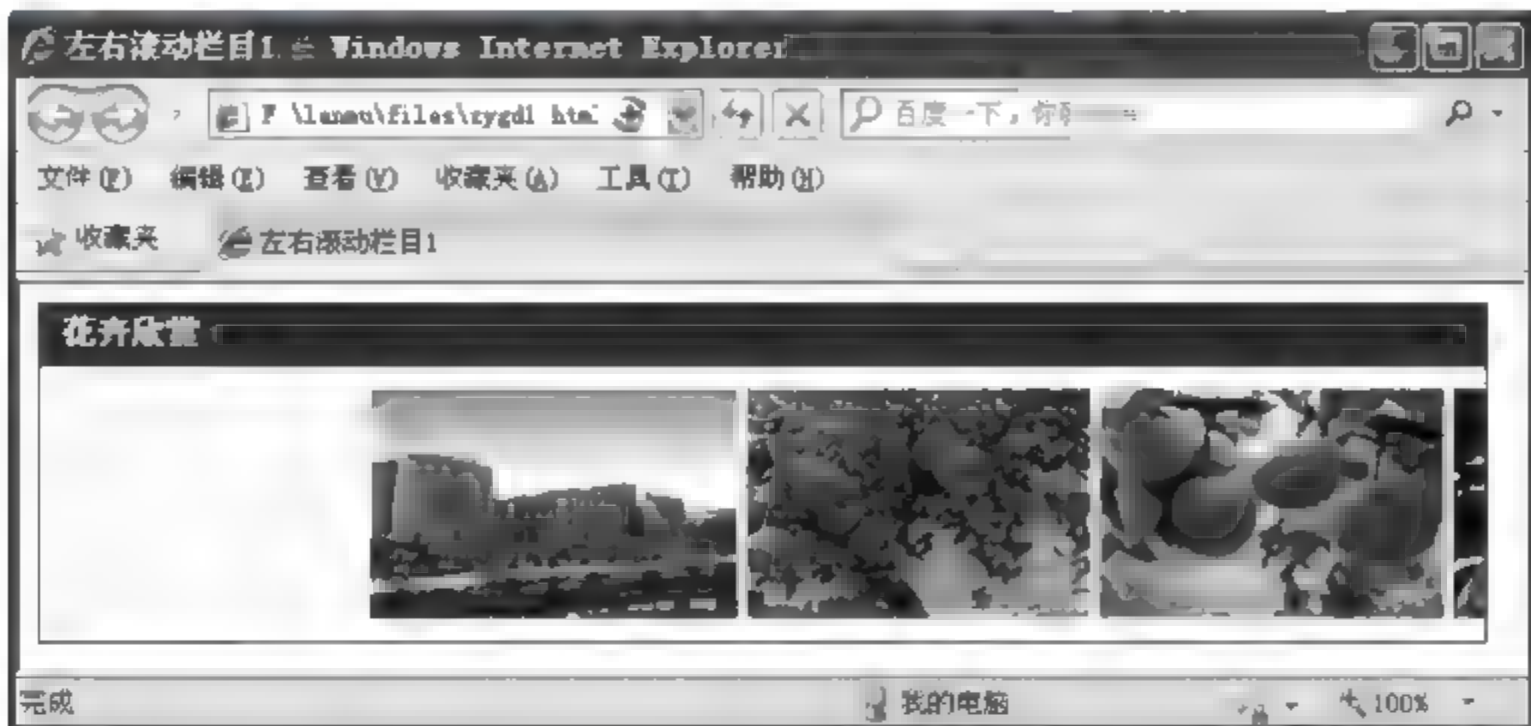 左右滚动栏目1 Windows Internet Explorer
百度一下，你
文件(F) 编辑(E) 查看(V) 收藏夹(A) 工具(T) 帮助(H)
收藏夹 左右滚动栏目1
花卉欣赏
完成 我的电脑 100%